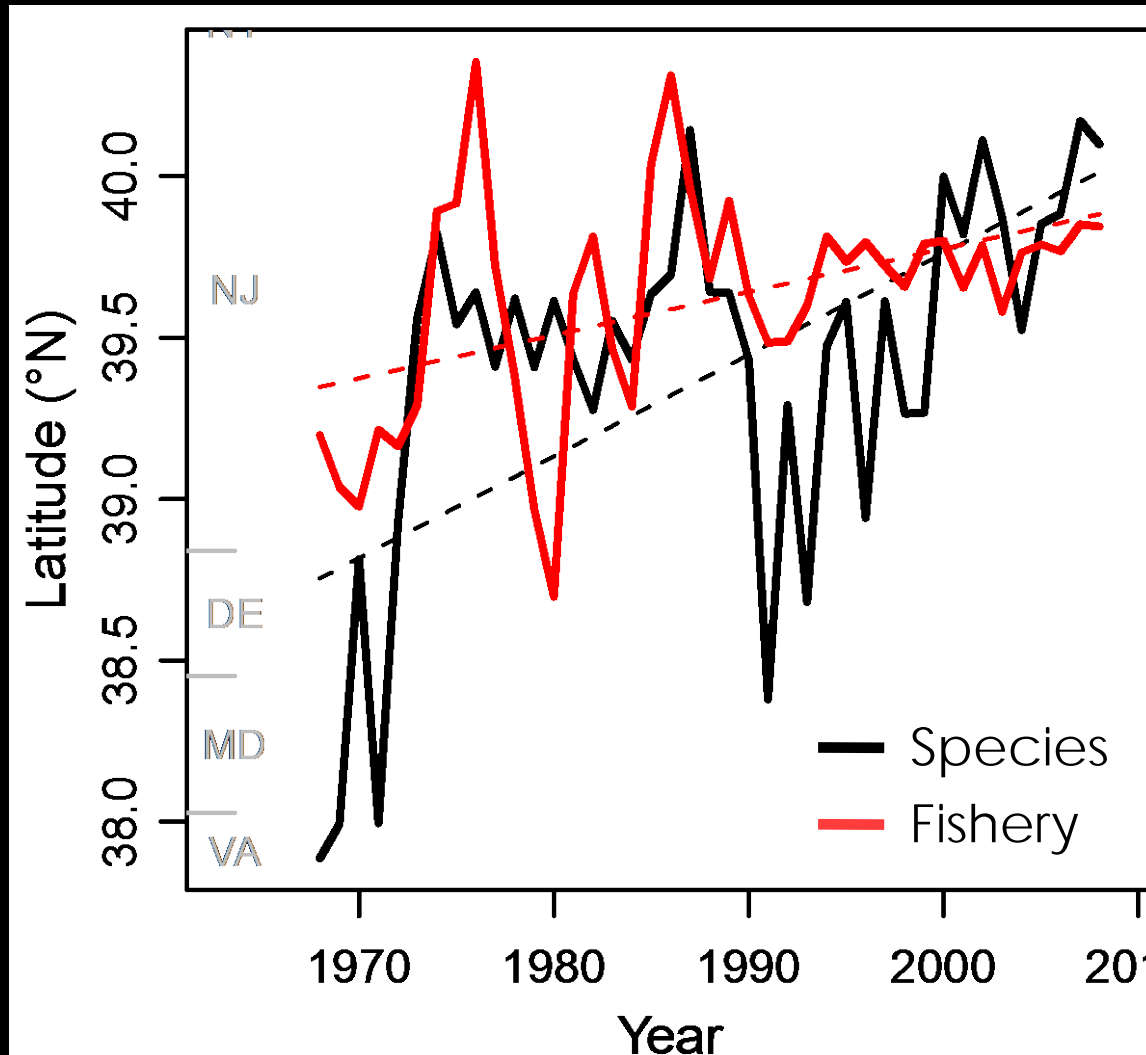 40.0
39.5
39.0
38.5
38.0
Latitude (°N)
NJ
DE
MD
VA
Species
Fishery
1970
1980
1990
2000
Year